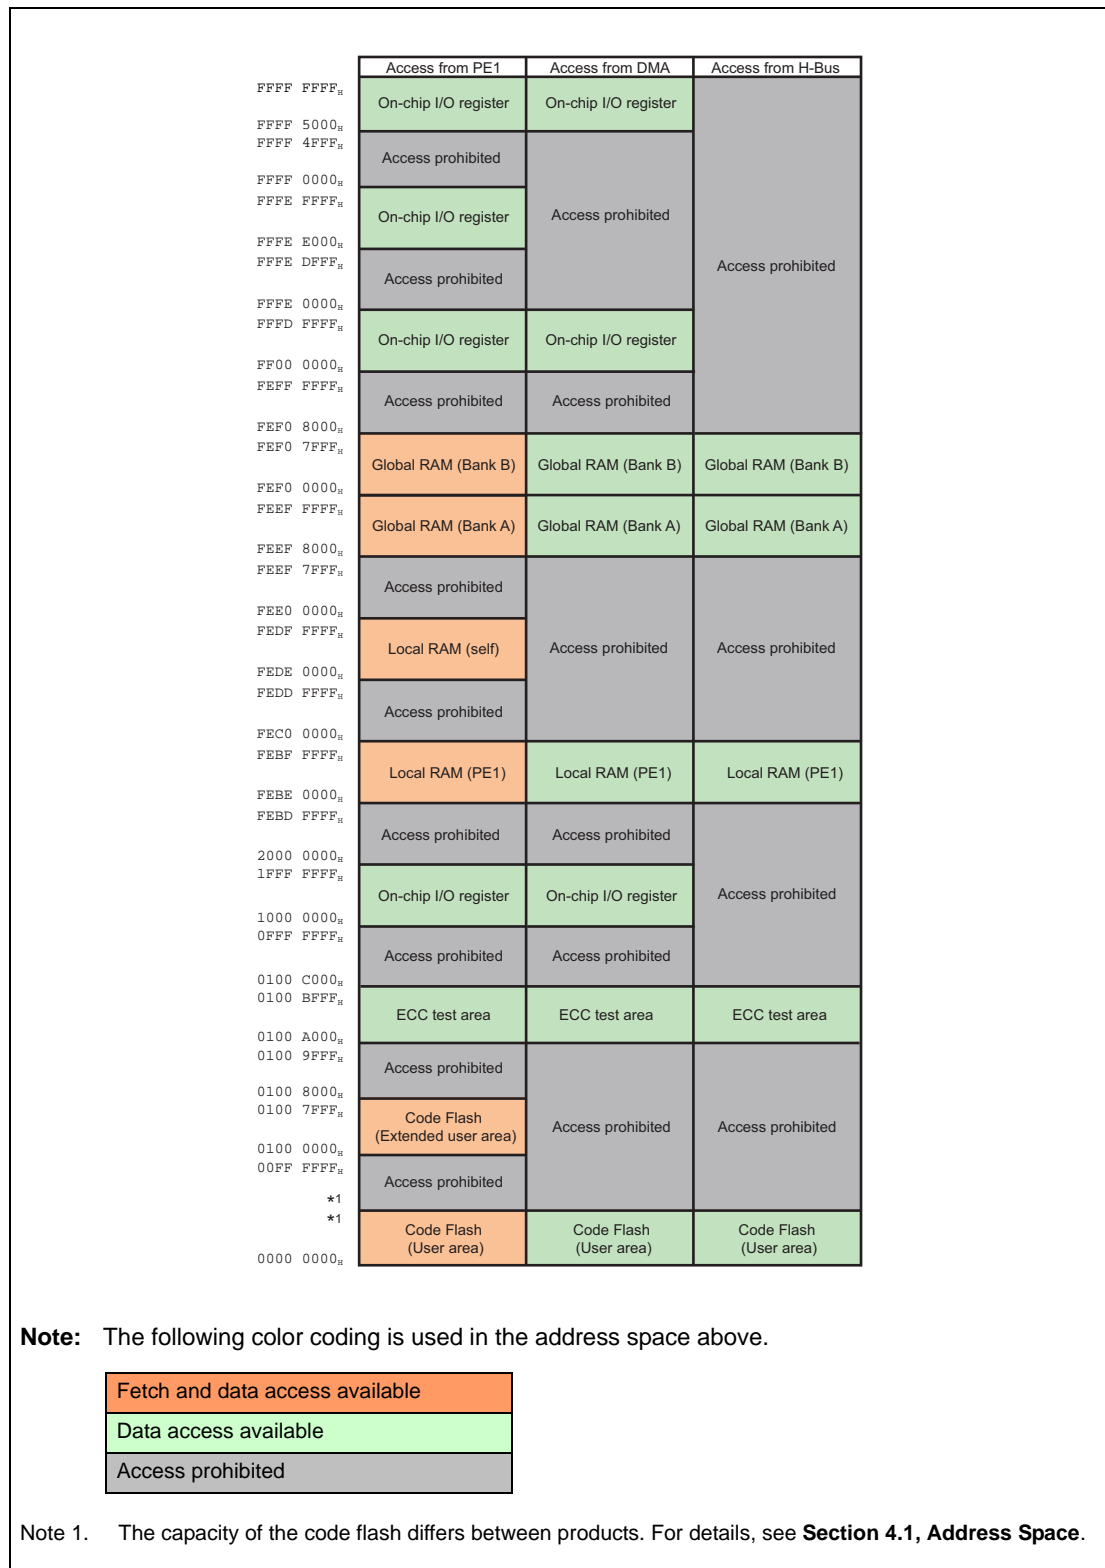 Access from PE1 Access from DMA Access from H-Bus
FFFF FFFFH
On-chip I/O register On-chip I/O register
FFFF 5000H
FFFF 4FFFH
Access prohibited
FFFF 0000H
FFFE FFFFH
On-chip I/O register Access prohibited
FFFE E000H
FFFE DFFFH
Access prohibited
Access prohibited
FFFE 0000H
FFFD FFFFH
On-chip I/O register On-chip I/O register
FF00 0000H
FEFF FFFFH
Access prohibited Access prohibited
FEF0 8000H
FEF0 7FFFH
Global RAM (Bank B) Global RAM (Bank B) Global RAM (Bank B)
FEF0 0000H
FEEF FFFFH
Global RAM (Bank A) Global RAM (Bank A) Global RAM (Bank A)
FEEF 8000H
FEEF 7FFFH
Access prohibited
FEE0 0000H
FEDF FFFFH
Local RAM (self) Access prohibited Access prohibited
FEDE 0000H
FEDD FFFFH
Access prohibited
FEC0 0000H
FEBF FFFFH
Local RAM (PE1) Local RAM (PE1) Local RAM (PE1)
FEBE 0000H
FEBD FFFFH
Access prohibited Access prohibited
2000 0000H
1FFF FFFFH
On-chip I/O register On-chip I/O register Access prohibited
1000 0000H
0FFF FFFFH
Access prohibited Access prohibited
0100 C000H
0100 BFFFH
ECC test area ECC test area ECC test area
0100 A000H
0100 9FFFH
Access prohibited
0100 8000H
0100 7FFFH
Code Flash
(Extended user area) Access prohibited Access prohibited
0100 0000H
00FF FFFFH
Access prohibited
*1
*1
Code Flash Code Flash Code Flash
(User area) (User area) (User area)
0000 0000H
Note: The following color coding is used in the address space above.
Fetch and data access available
Data access available
Access prohibited
Note 1. The capacity of the code flash differs between products. For details, see Section 4.1, Address Space.